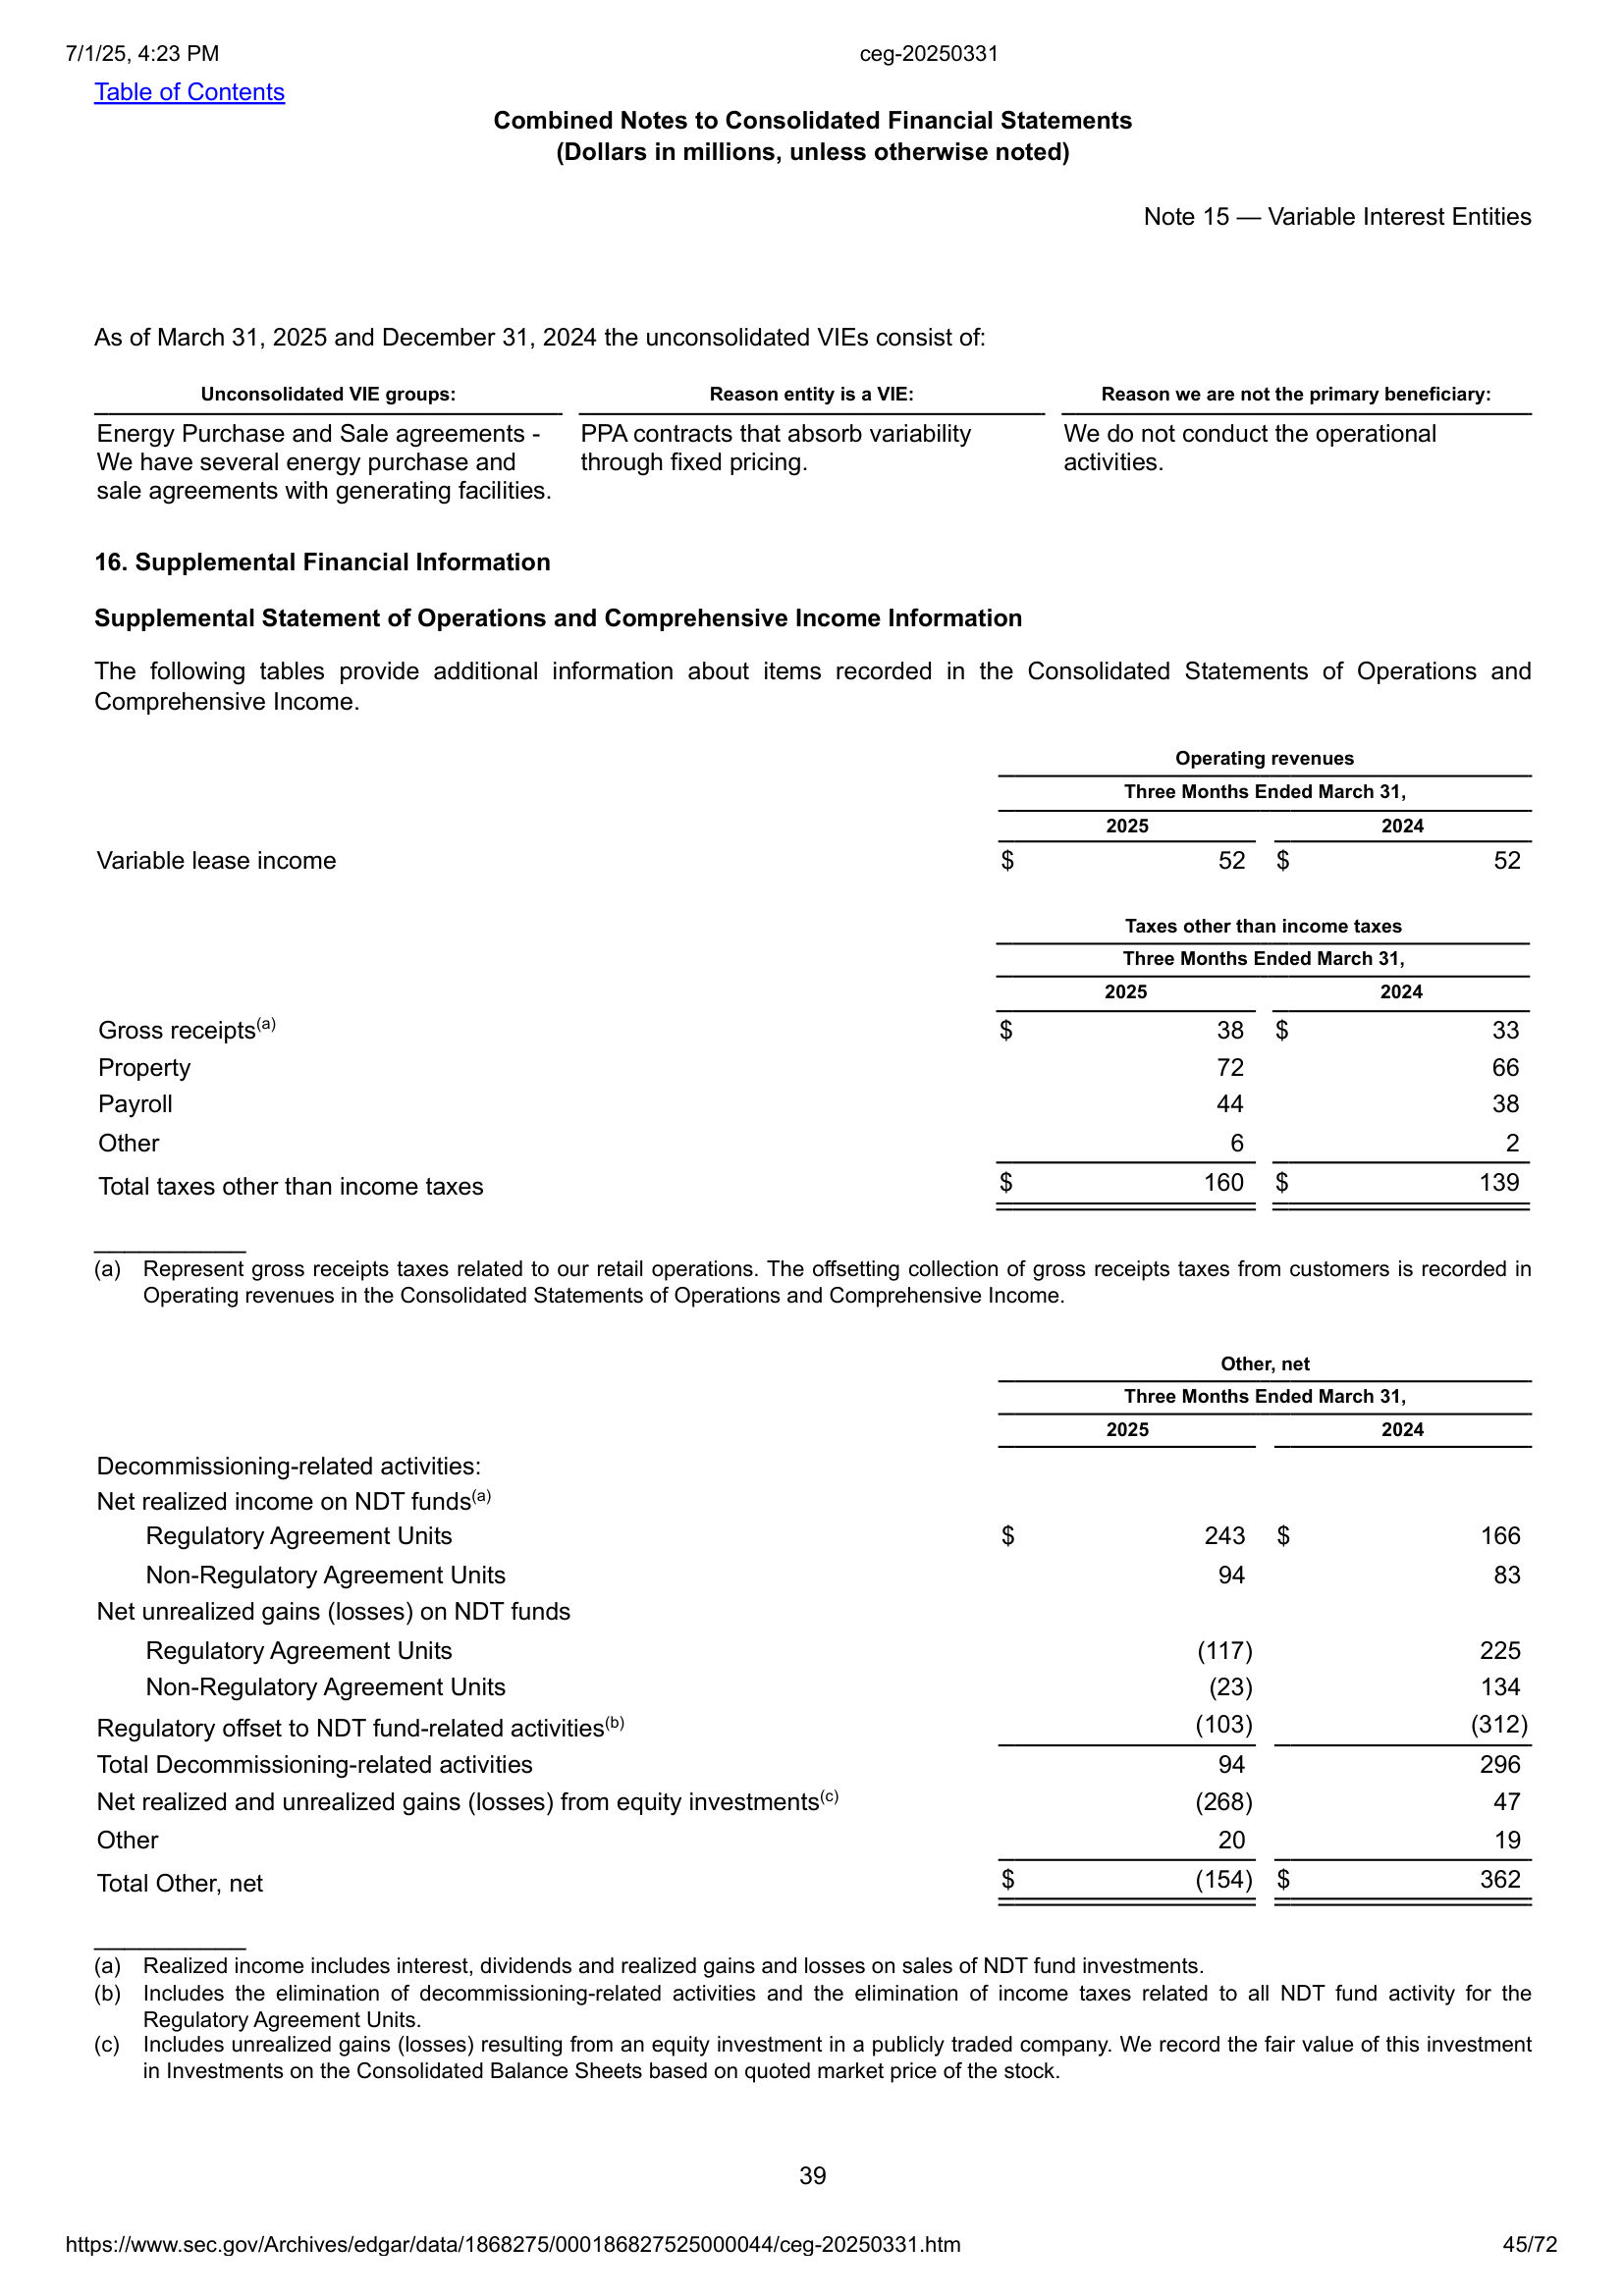 7/1/25, 4:23 PM ceg-20250331
Table of Contents
Combined Notes to Consolidated Financial Statements
(Dollars in millions, unless otherwise noted)
Note 15 — Variable Interest Entities
As of March 31, 2025 and December 31, 2024 the unconsolidated VIEs consist of:
Unconsolidated VIE groups: Reason entity is a VIE: Reason we are not the primary beneficiary:
Energy Purchase and Sale agreements - PPA contracts that absorb variability We do not conduct the operational
We have several energy purchase and through fixed pricing. activities.
sale agreements with generating facilities.
16. Supplemental Financial Information
Supplemental Statement of Operations and Comprehensive Income Information
The following tables provide additional information about items recorded in the Consolidated Statements of Operations and
Comprehensive Income.
Operating revenues
Three Months Ended March 31,
2025 2024
Variable lease income $ 52 $ 52
Taxes other than income taxes
Three Months Ended March 31,
2025 2024
Gross receipts(a) $ 38 $ 33
Property 72 66
Payroll 44 38
Other 6 2
Total taxes other than income taxes $ 160 $ 139
(a) Represent gross receipts taxes related to our retail operations. The offsetting collection of gross receipts taxes from customers is recorded in
Operating revenues in the Consolidated Statements of Operations and Comprehensive Income.
Other, net
Three Months Ended March 31,
2025 2024
Decommissioning-related activities:
Net realized income on NDT funds(a)
Regulatory Agreement Units $ 243 $ 166
Non-Regulatory Agreement Units 94 83
Net unrealized gains (losses) on NDT funds
Regulatory Agreement Units (117) 225
Non-Regulatory Agreement Units (23) 134
Regulatory offset to NDT fund-related activities(b) (103) (312)
Total Decommissioning-related activities 94 296
Net realized and unrealized gains (losses) from equity investments(c) (268) 47
Other 20 19
Total Other, net $ (154) $ 362
(a) Realized income includes interest, dividends and realized gains and losses on sales of NDT fund investments.
(b) Includes the elimination of decommissioning-related activities and the elimination of income taxes related to all NDT fund activity for the
Regulatory Agreement Units.
(c) Includes unrealized gains (losses) resulting from an equity investment in a publicly traded company. We record the fair value of this investment
in Investments on the Consolidated Balance Sheets based on quoted market price of the stock.
39
https://www.sec.gov/Archives/edgar/data/1868275/000186827525000044/ceg-20250331.htm 45/72